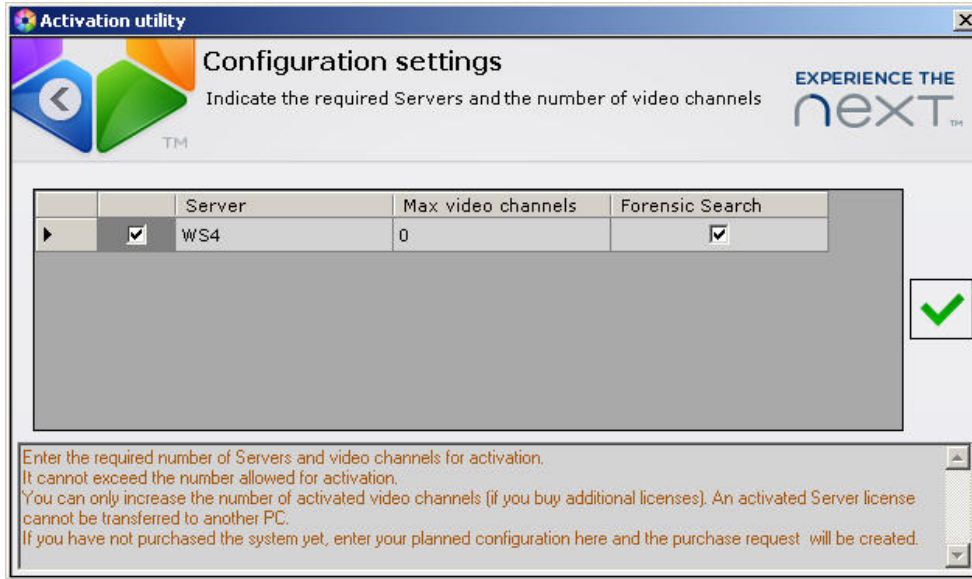 Activation utility
Configuration settings
Indicate the required Servers and the number of video channels
EXPERIENCE THE
next TM
TM
Server Max video channels Forensic Search
WS4 0
Enter the required number of Servers and video channels for activation.
It cannot exceed the number allowed for activation.
You can only increase the number of activated video channels (if you buy additional licenses). An activated Server license
cannot be transferred to another PC.
If you have not purchased the system yet, enter your planned configuration here and the purchase request will be created.